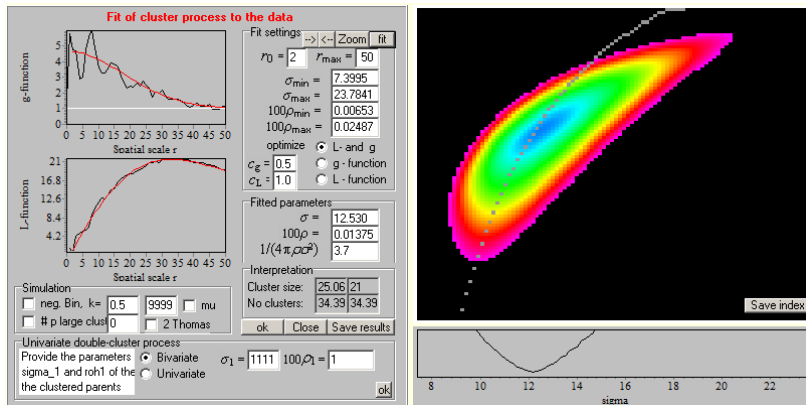 Fit of cluster process to the data
g-function
5
4
3
2
1
0
0 5 10 15 20 25 30 35 40 45 50
Spatial scale r
L-function
21
16.8
12.6
8.4
4.2
0 5 10 15 20 25 30 35 40 45 50
Spatial scale r
Fit settings
--> <-- Zoom fit
r0 = 2 rmax = 50
σmin = 7.3995
σmax = 23.7841
100ρmin = 0.00653
100ρmax = 0.02487
optimize L- and g
cg = 0.5 g - function
cL = 1.0 L - function
Fitted parameters
σ = 12.530
100ρ = 0.01375
1/(4πρσ²) 3.7
Interpretation
Cluster size: 25.06 21
No clusters: 34.39 34.39
ok Close Save results
Simulation
neg. Bin, k= 0.5 9999 mu
# p large clust 0 2 Thomas
Univariate double-cluster process
Provide the parameters
sigma_1 and roh1 of the
the clustered parents
Bivariate
Univariate
σ1 = 1111 100ρ1 = 1
ok
Save index
8 10 12 14 16 18 20 22
sigma